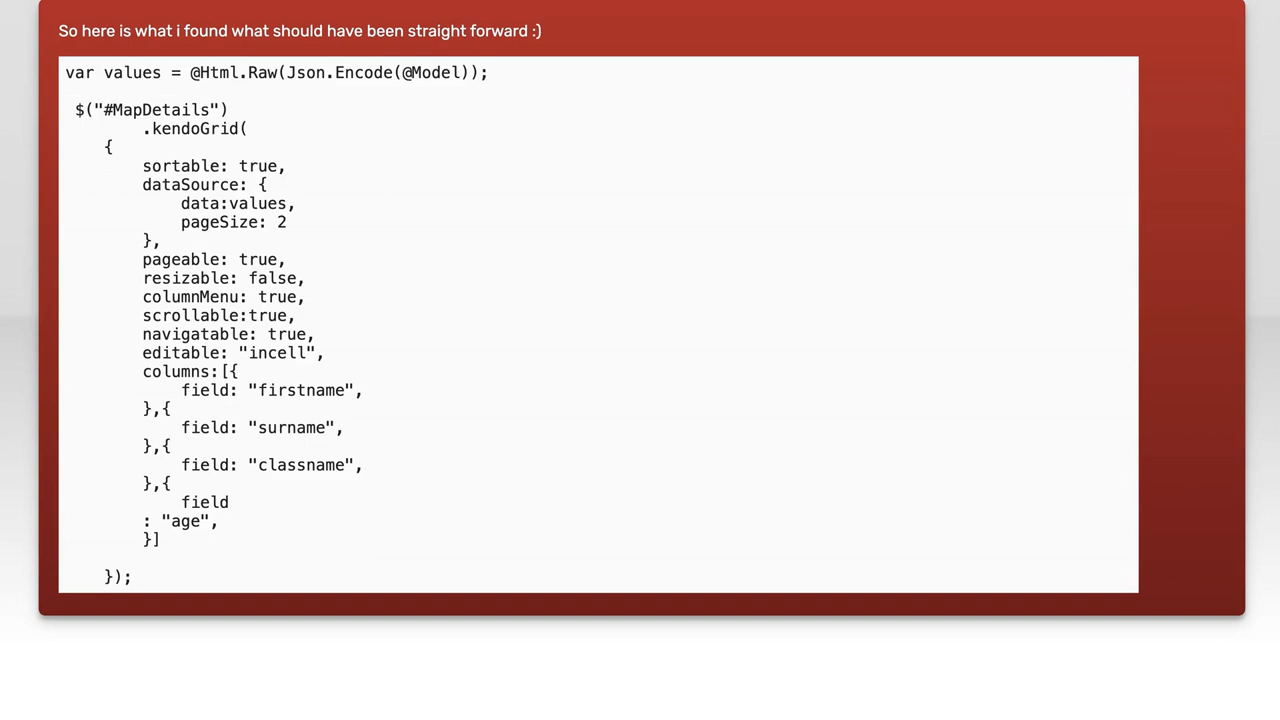 So here is what i found what should have been straight forward :)
var values = @Html.Raw(Json.Encode(@Model));
$("#MapDetails")
.kendoGrid(
{
sortable: true,
dataSource: {
data:values,
pageSize: 2
},
pageable: true,
resizable: false,
columnMenu: true,
scrollable:true,
navigatable: true,
editable: "incell",
columns:[{
field: "firstname",
},{
field: "surname",
},{
field: "classname",
},{
field
: "age",
}]
});